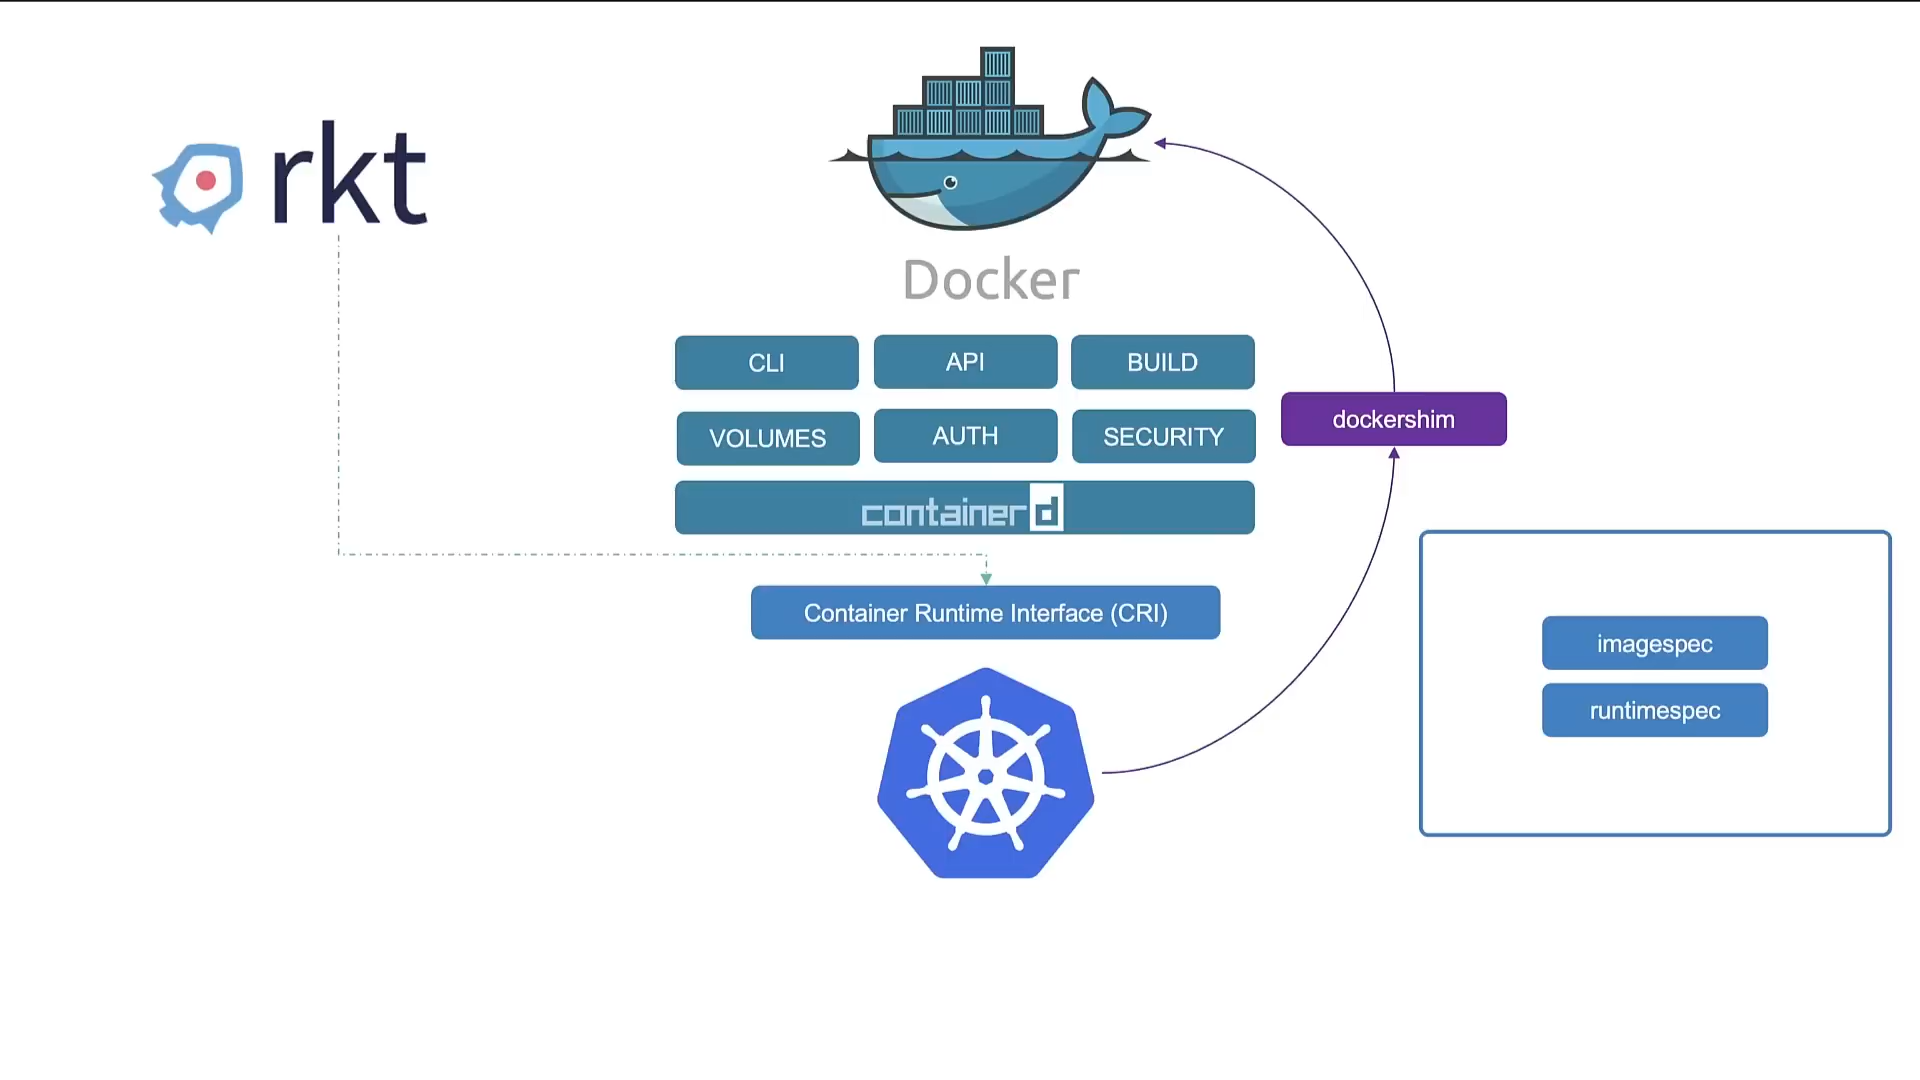 rkt
Docker
CLI
API
BUILD
VOLUMES
AUTH
SECURITY
containerd
dockershim
Container Runtime Interface (CRI)
imagespec
runtimespec